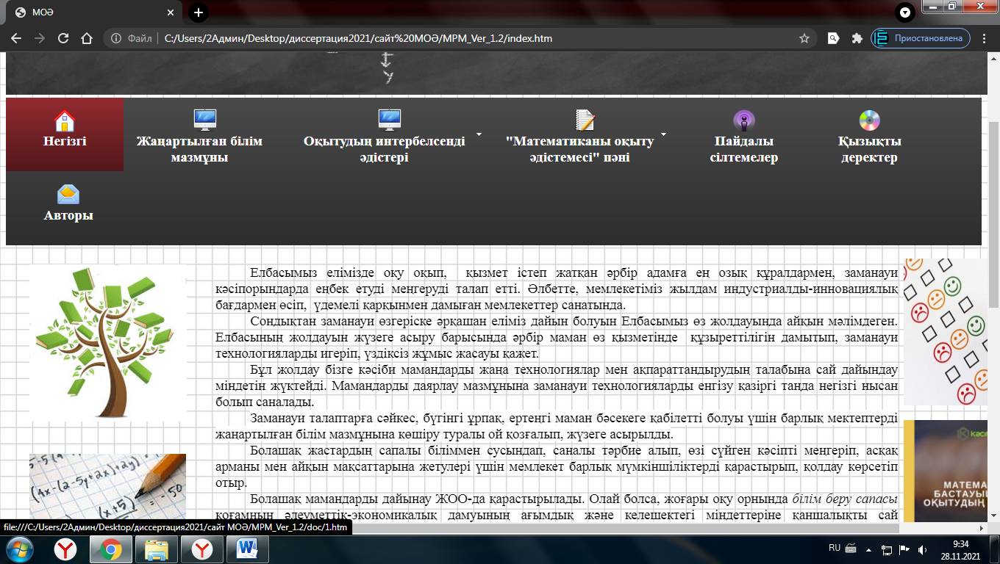 МОӘ
Файл
C:/Users/2Админ/Desktop/диссертация2021/сайт%20МОӘ/MPM_Ver_1.2/index.htm
Приостановлена
у
Негізгі
Жаңартылған білім
мазмұны
Оқытудың интербелсенді
әдістері
"Математиканы оқыту
әдістемесі" пәні
Пайдалы
сілтемелер
Қызықты
деректер
Авторы
Елбасымыз елімізде оқу оқып, қызмет істеп жатқан әрбір адамға ең озық құралдармен, заманауи
кәсіпорындарда еңбек етуді меңгеруді талап етті. Әлбетте, мемлекетіміз жылдам индустриалды-инновациялық
бағдармен өсіп, үдемелі қарқынмен дамыған мемлекеттер санатында.
Сондықтан заманауи өзгеріске әрқашан еліміз дайын болуын Елбасымыз өз жолдауында айқын мәлімдеген.
Елбасының жолдауын жүзеге асыру барысында әрбір маман өз қызметінде құзыреттілігін дамытып, заманауи
технологияларды игеріп, үздіксіз жұмыс жасауы қажет.
Бұл жолдау бізге кәсіби мамандарды жаңа технологиялар мен ақпараттандырудың талабына сай дайындау
міндетін жүктейді. Мамандарды даярлау мазмұнына заманауи технологияларды енгізу қазіргі таңда негізгі нысан
болып саналады.
Заманауи талаптарға сәйкес, бүгінгі ұрпақ, ертеңгі маман бәсекеге қабілетті болуы үшін барлық мектептерді
жаңартылған білім мазмұнына көшіру туралы ой қозғалып, жүзеге асырылды.
Болашақ жастардың сапалы біліммен сусындап, саналы тәрбие алып, өзі сүйген кәсіпті меңгеріп, асқақ
арманы мен айқын мақсаттарына жетулері үшін мемлекет барлық мүмкіншіліктерді қарастырып, қолдау көрсетіп
отыр.
Болашақ мамандарды дайынау ЖОО-да қарастырылады. Олай болса, жоғары оқу орнында білім беру сапасы
қоғамның әлеуметтік-экономикалық дамуының ағымдық және келешектегі міндеттеріне қаншалықты сай
(4x-(2-5y+2x)+2y)
(x+5)
= -50
МАТЕМА
БАСТАУЫ
ОҚЫТУДЫҢ
file:///C:/Users/2Админ/Desktop/диссертация2021/сайт МОӘ/MPM_Ver_1.2/doc/1.htm
RU
9:34
28.11.2021